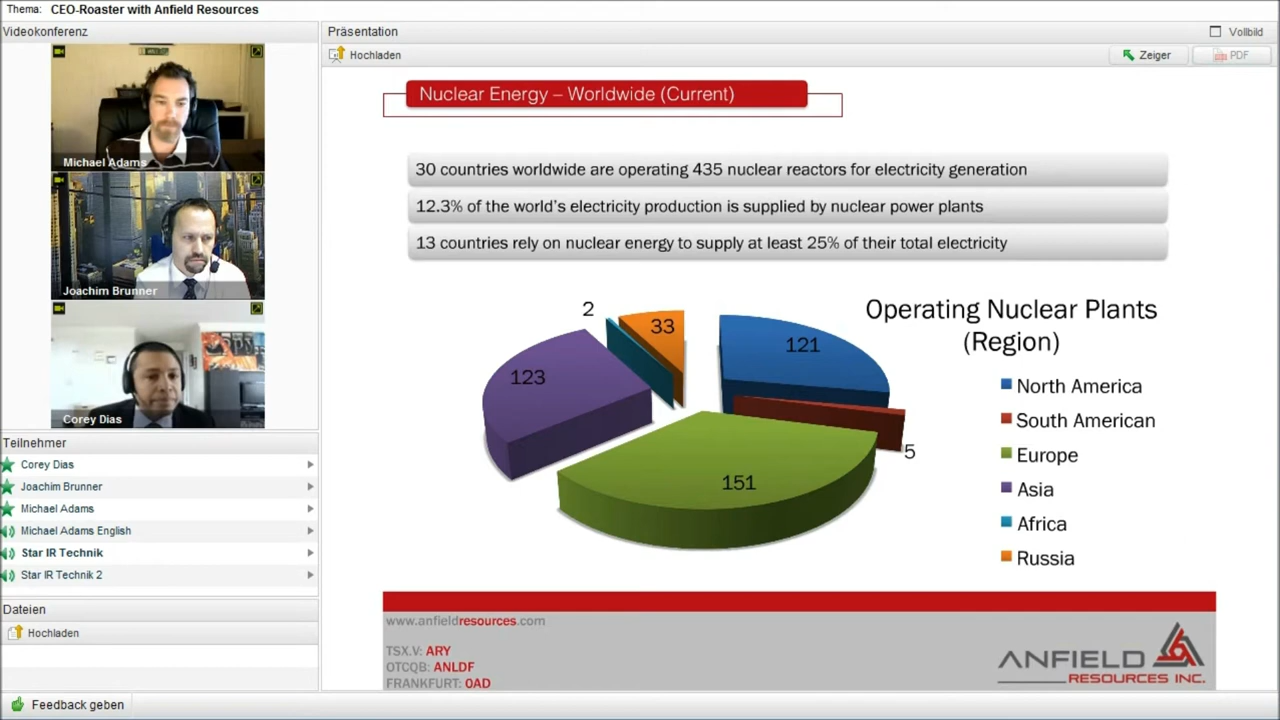 Thema: CEO-Roaster with Anfield Resources
Videokonferenz
Michael Adams
Joachim Brunner
Corey Dias
Teilnehmer
Corey Dias
Joachim Brunner
Michael Adams
Michael Adams English
Star IR Technik
Star IR Technik 2
Dateien
Hochladen
Feedback geben
Präsentation
Vollbild
Hochladen
Zeiger
PDF
Nuclear Energy – Worldwide (Current)
30 countries worldwide are operating 435 nuclear reactors for electricity generation
12.3% of the world's electricity production is supplied by nuclear power plants
13 countries rely on nuclear energy to supply at least 25% of their total electricity
Operating Nuclear Plants
(Region)
2
33
121
123
5
151
North America
South American
Europe
Asia
Africa
Russia
www.anfieldresources.com
TSX.V: ARY
OTCQB: ANLDF
FRANKFURT: 0AD
ANFIELD
RESOURCES INC.